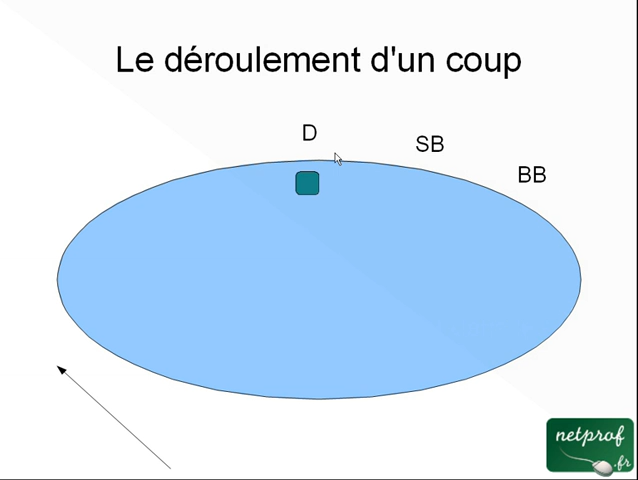 Le déroulement d'un coup
D
SB
BB
netprof
.fr